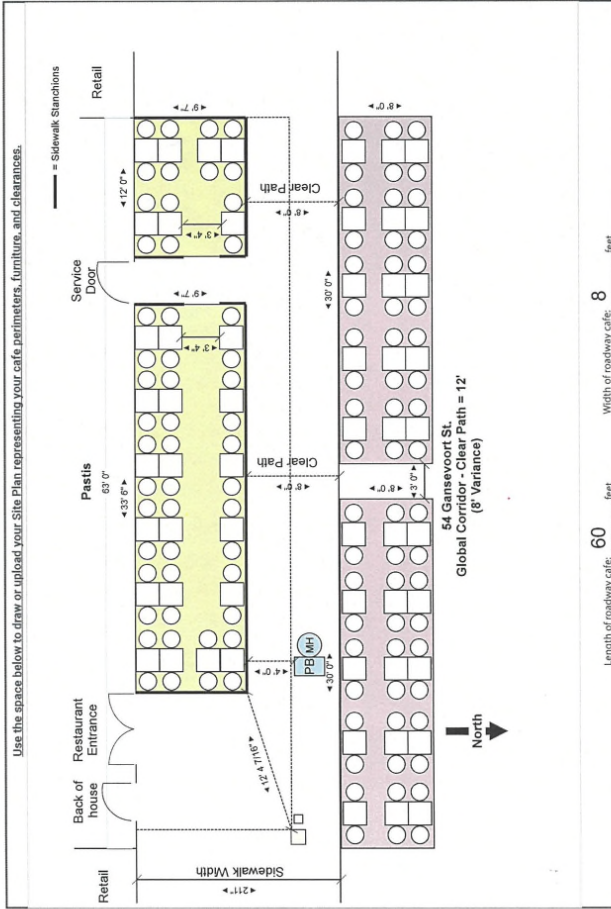 Use the space below to draw or upload your Site Plan representing your cafe perimeters, furniture, and clearances.
= Sidewalk Stanchions
Retail
Back of
house
Restaurant
Entrance
Pastis
63' 0"
Service
Door
Retail
◄ 33' 6" ►
◄ 12' 0" ►
◄ 9' 7" ►
◄ 9' 7" ►
◄ 3' 4" ►
◄ 3' 4" ►
◄ 12' 4 7/16" ►
◄ 4' 0" ►
PB
MH
Sidewalk Width
◄ 211" ►
Clear Path
◄ 8' 0" ►
Clear Path
◄ 8' 0" ►
◄ 30' 0" ►
◄ 30' 0" ►
◄ 8' 0" ►
◄ 8' 0" ►
◄ 3' 0" ►
North
54 Gansevoort St.
Global Corridor - Clear Path = 12'
(8' Variance)
Length of roadway cafe: 60 feet Width of roadway cafe: 8 feet